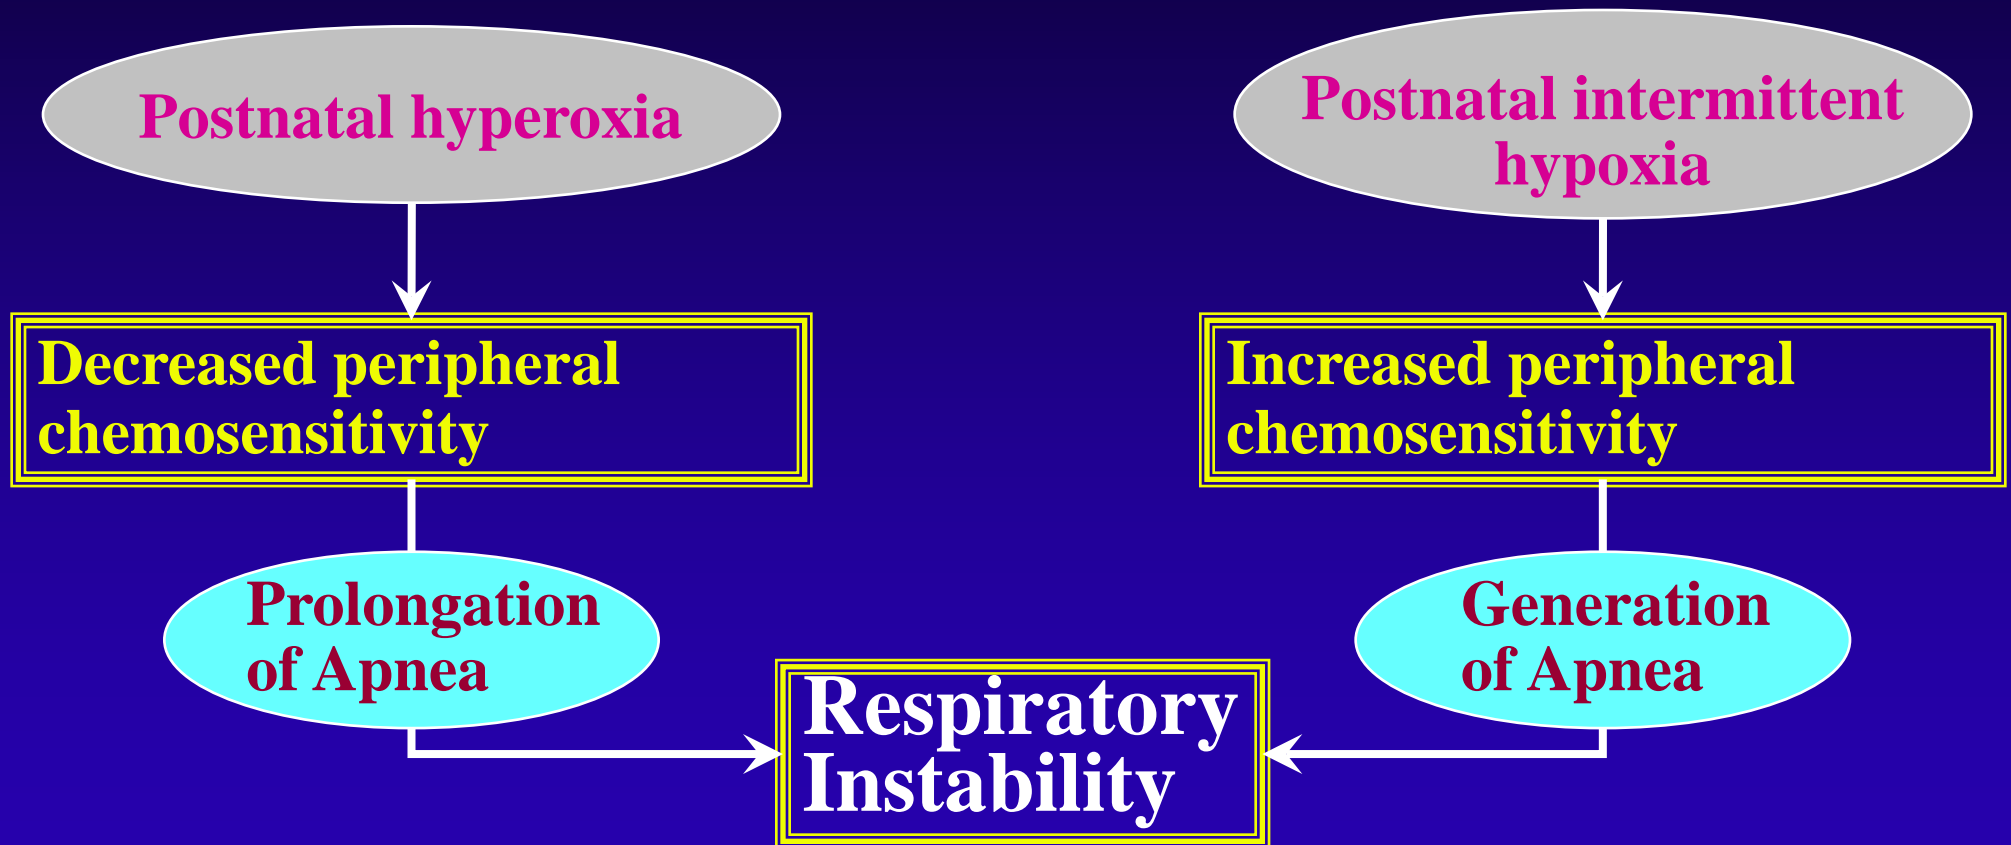 Postnatal hyperoxia
Postnatal intermittent
hypoxia
Decreased peripheral
chemosensitivity
Increased peripheral
chemosensitivity
Prolongation
of Apnea
Generation
of Apnea
Respiratory
Instability